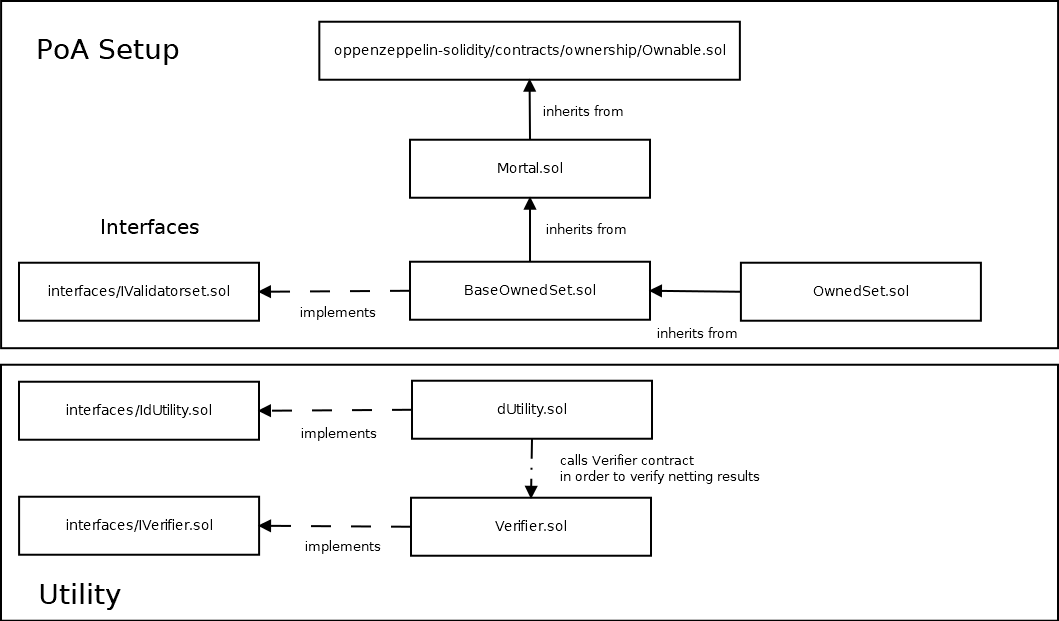 PoA Setup
oppenzeppelin-solidity/contracts/ownership/Ownable.sol
inherits from
Mortal.sol
Interfaces
inherits from
interfaces/IValidatorset.sol
implements
BaseOwnedSet.sol
inherits from
OwnedSet.sol
interfaces/IdUtility.sol
implements
dUtility.sol
calls Verifier contract
in order to verify netting results
interfaces/IVerifier.sol
implements
Verifier.sol
Utility